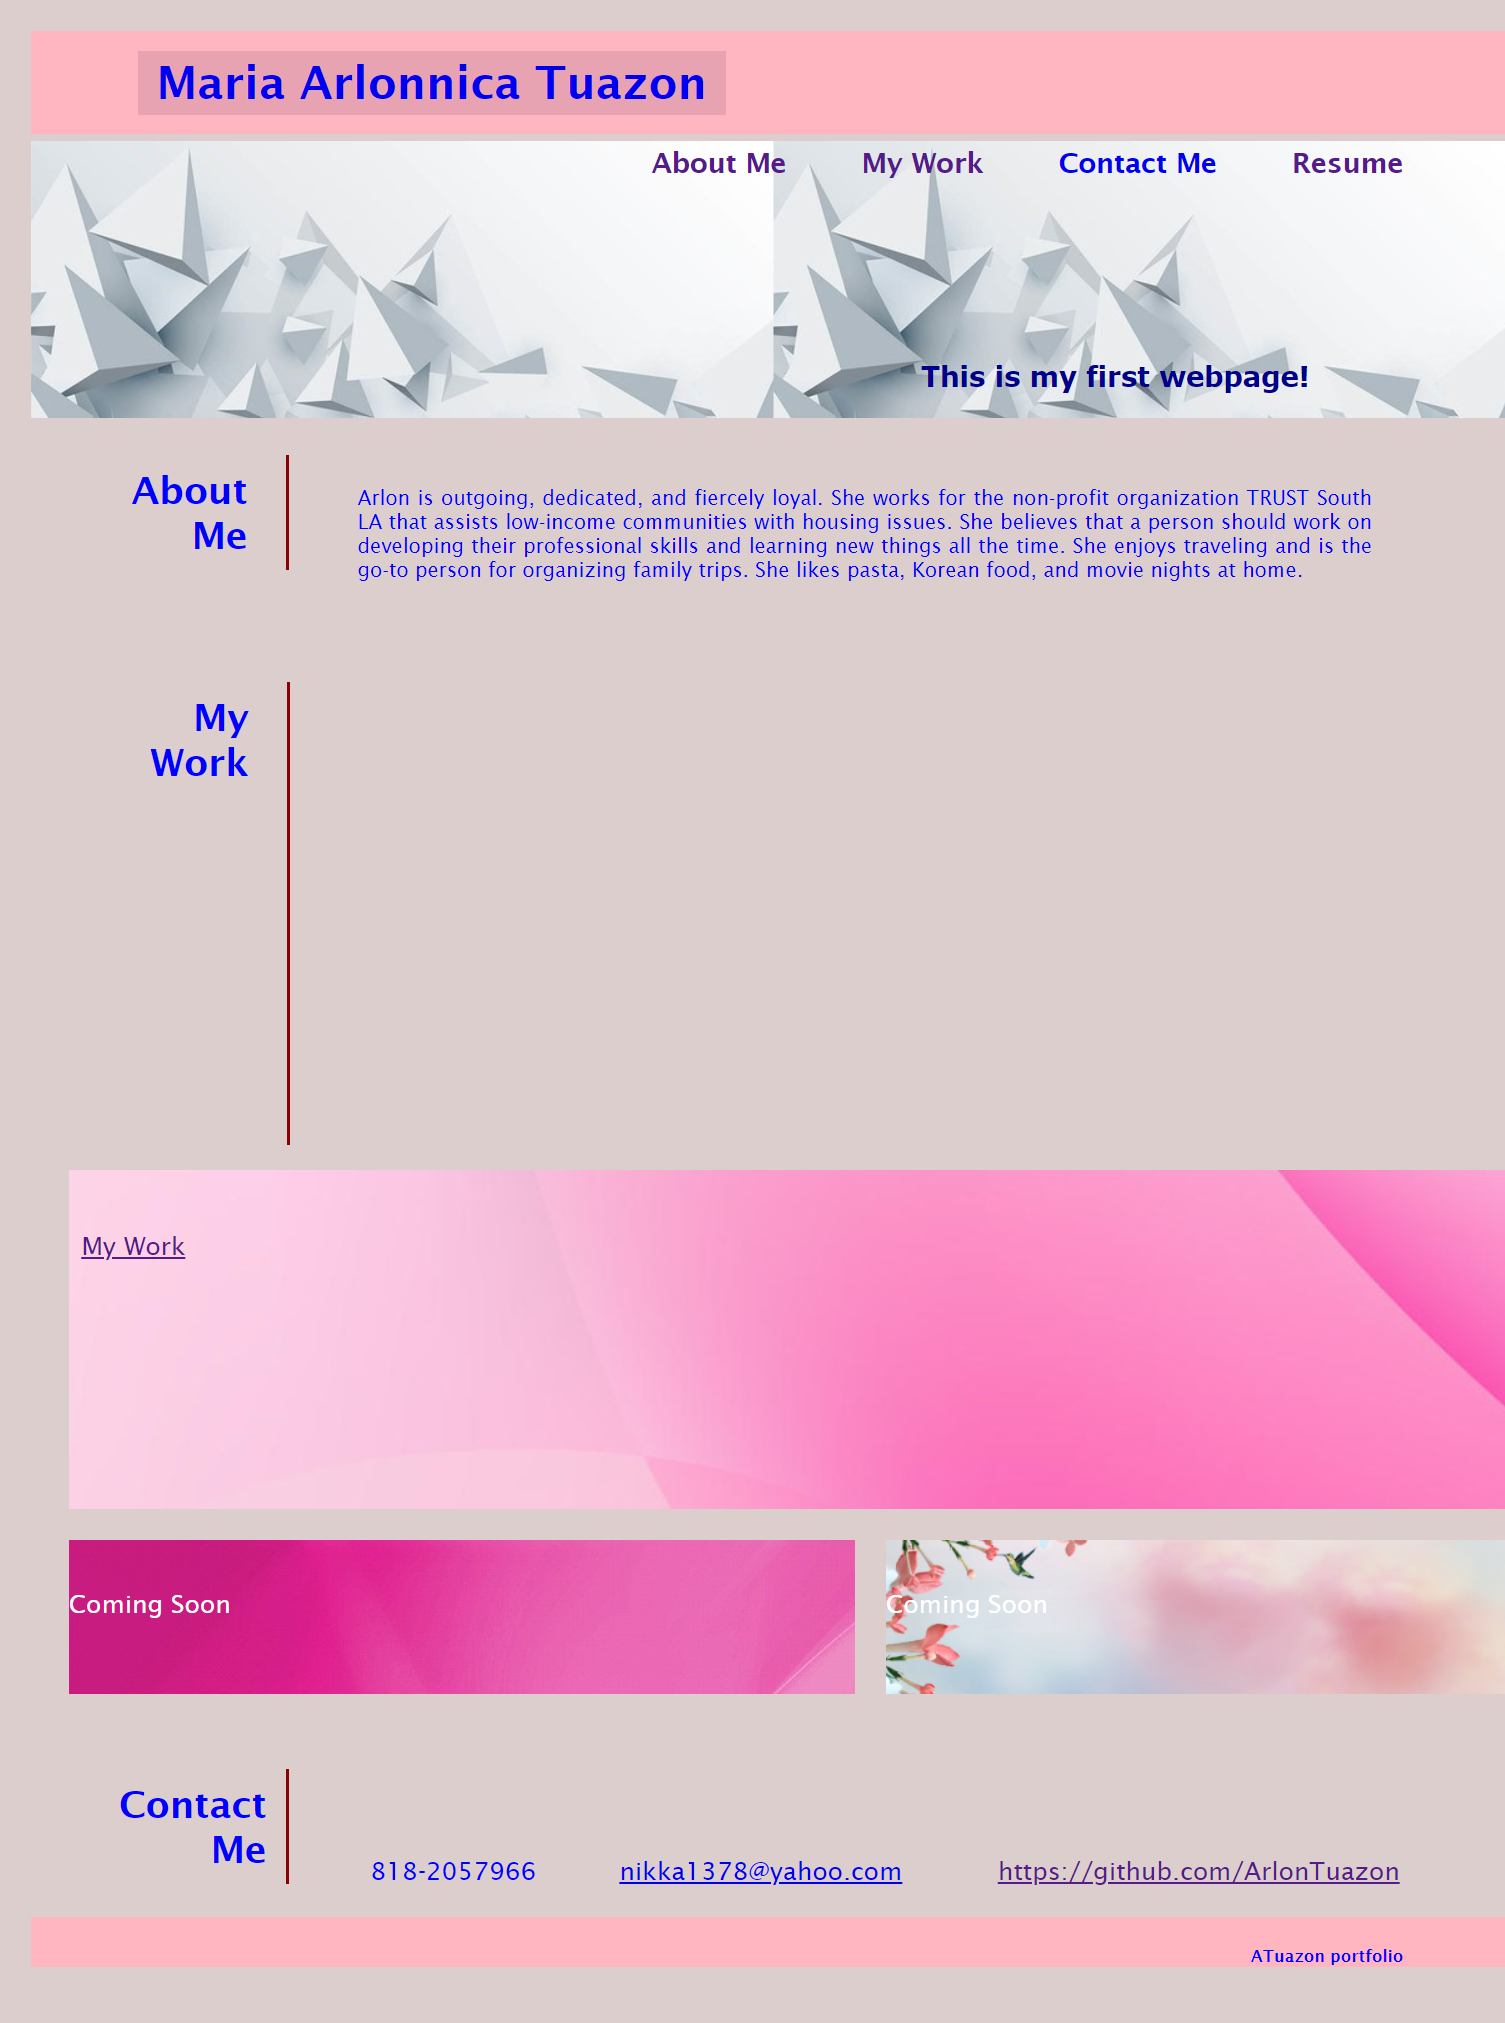 Maria Arlonnica Tuazon
About Me My Work Contact Me Resume
This is my first webpage!
About
Me
Arlon is outgoing, dedicated, and fiercely loyal. She works for the non-profit organization TRUST South
LA that assists low-income communities with housing issues. She believes that a person should work on
developing their professional skills and learning new things all the time. She enjoys traveling and is the
go-to person for organizing family trips. She likes pasta, Korean food, and movie nights at home.
My
Work
My Work
Coming Soon
Coming Soon
Contact
Me
818-2057966 nikka1378@yahoo.com https://github.com/ArlonTuazon
ATuazon portfolio